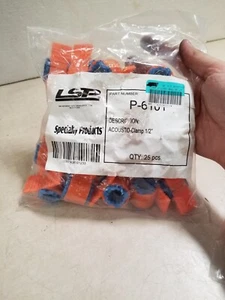 LSP
Specialty Products
PART NUMBER:
P-6101
DESCRIPTION:
ACOUSTO-Clamp 1/2"
QTY: 25 pcs.